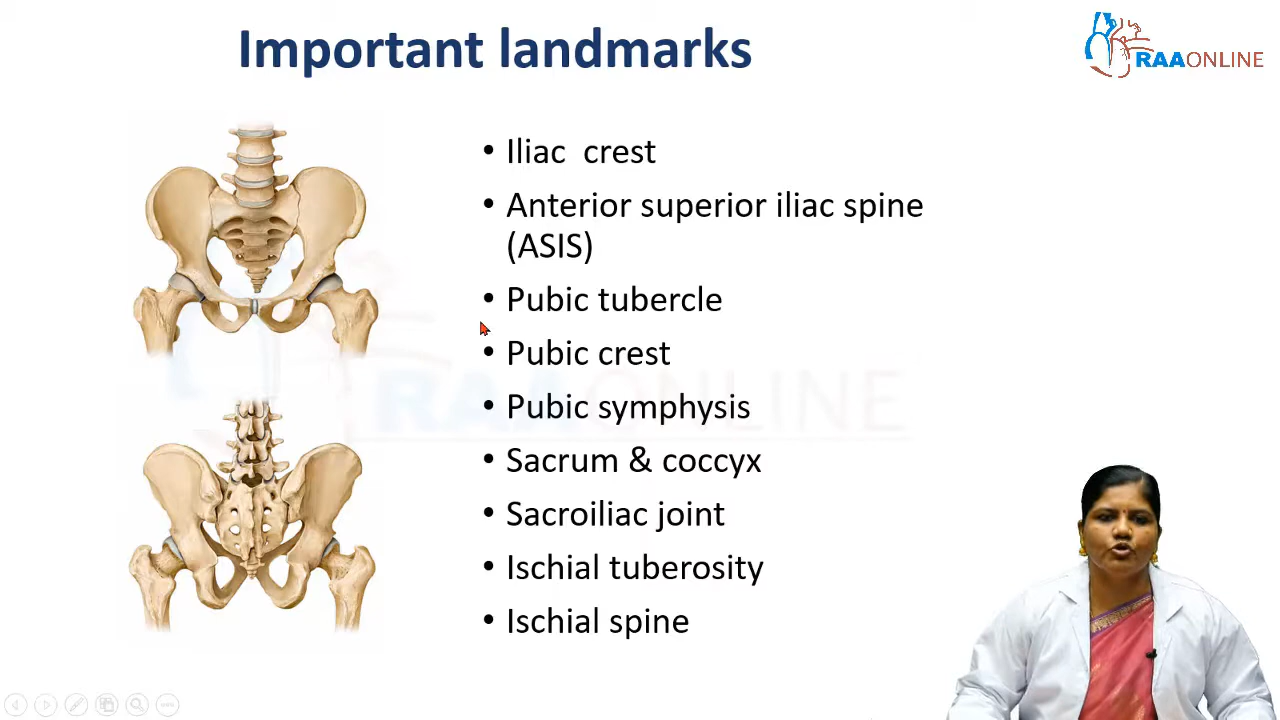 Important landmarks
RAAONLINE
• Iliac crest
• Anterior superior iliac spine
(ASIS)
• Pubic tubercle
• Pubic crest
• Pubic symphysis
• Sacrum & coccyx
• Sacroiliac joint
• Ischial tuberosity
• Ischial spine
RAAONLINE